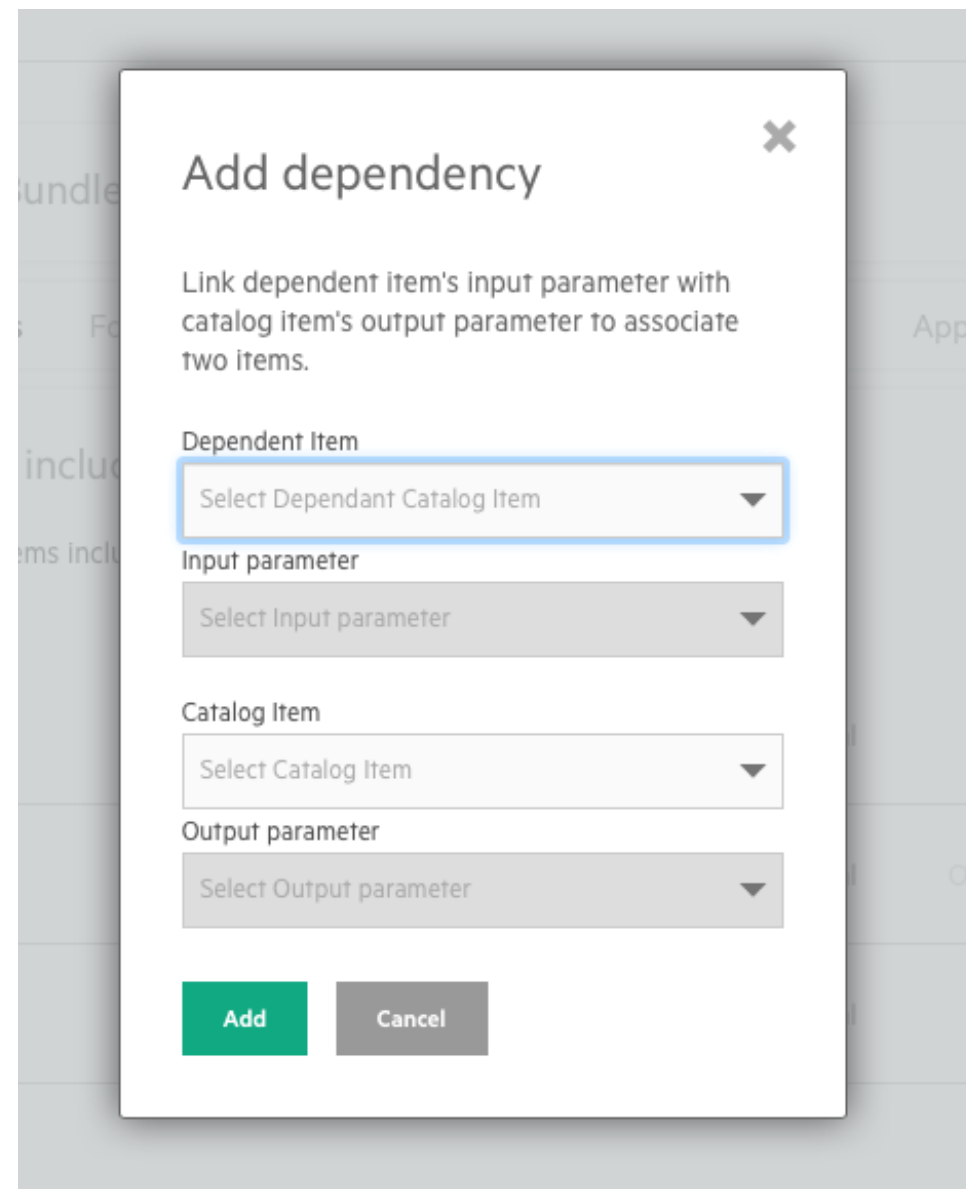 Add dependency
Link dependent item's input parameter with
catalog item's output parameter to associate
two items.
Dependent Item
Select Dependant Catalog Item
Input parameter
Select Input parameter
Catalog Item
Select Catalog Item
Output parameter
Select Output parameter
Add
Cancel